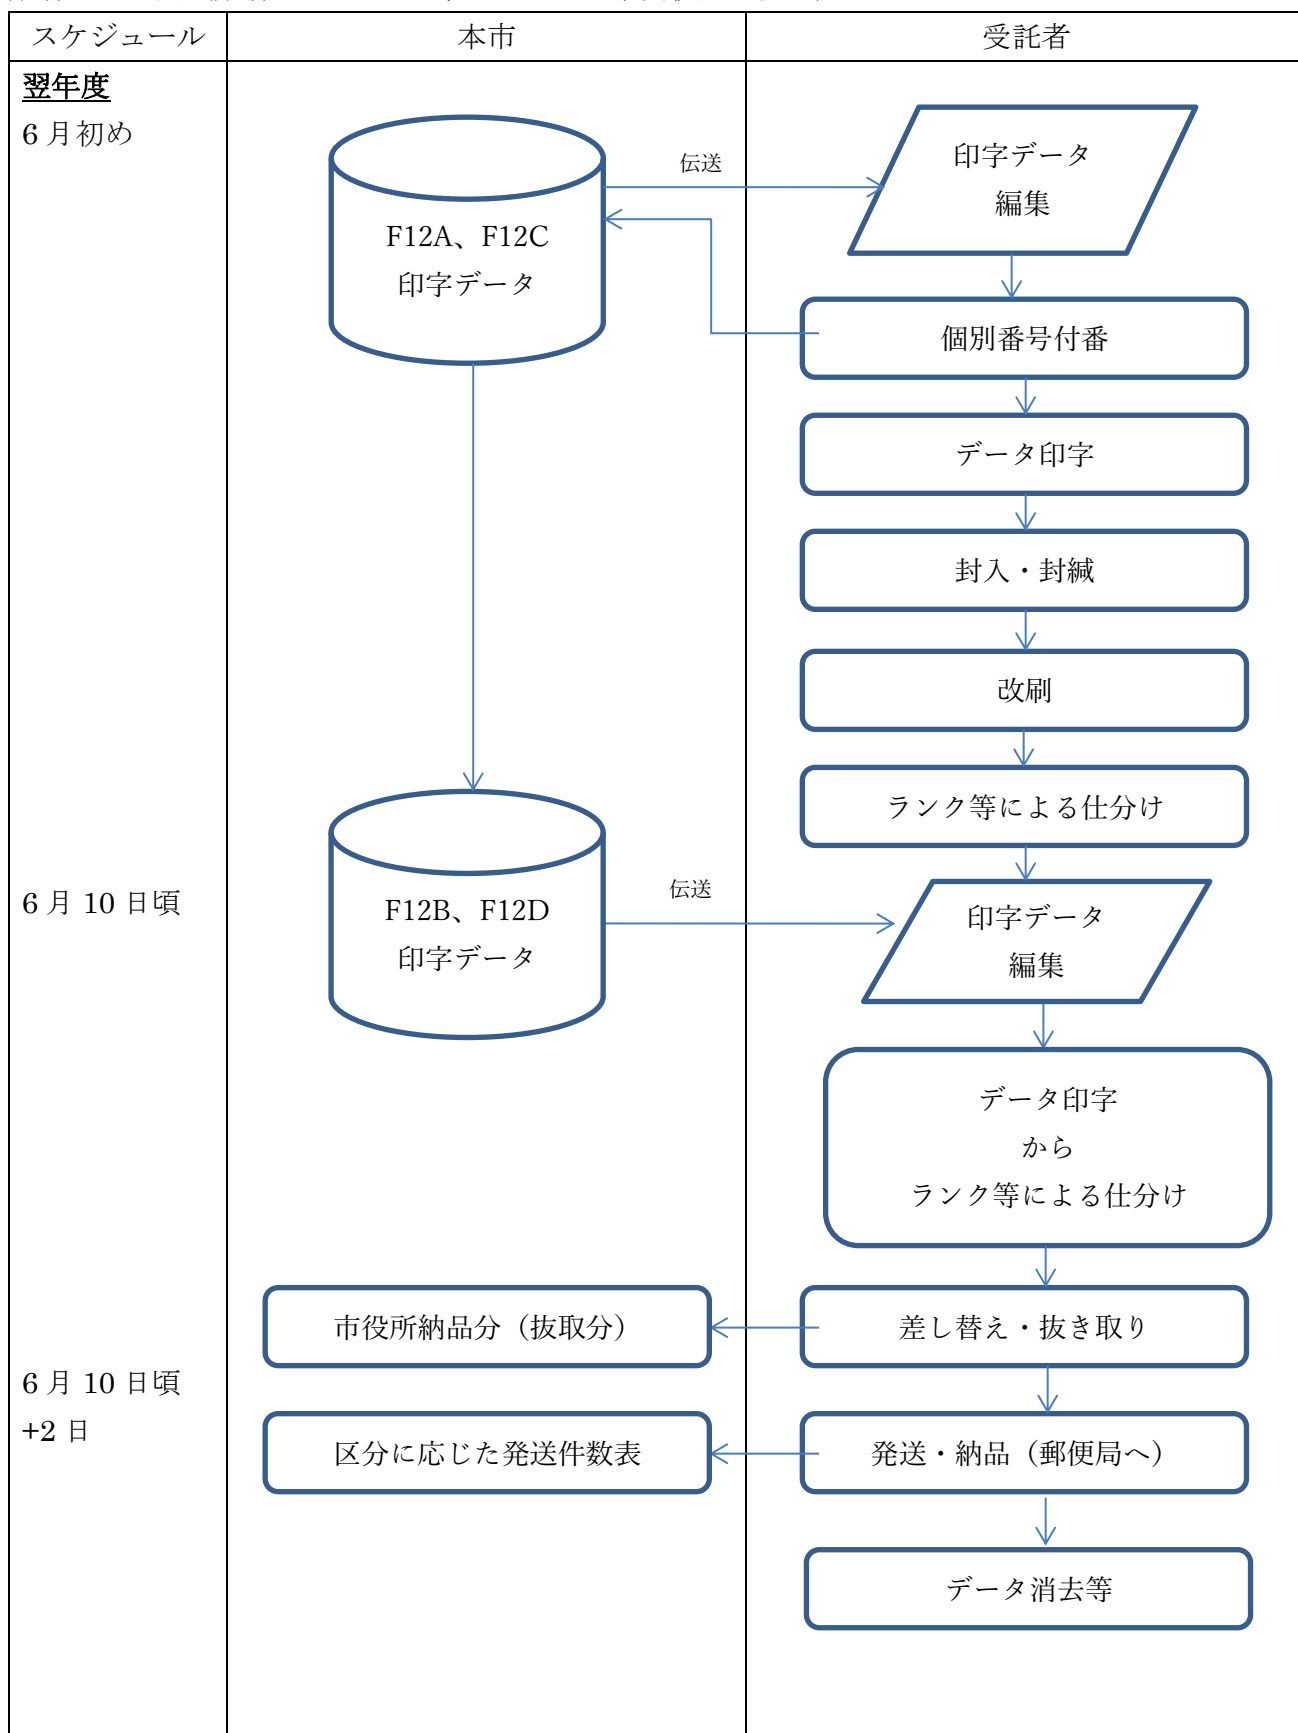 スケジュール
本市
受託者
翌年度
6 月初め
伝送
印字データ
編集
F12A、F12C
印字データ
個別番号付番
データ印字
封入・封緘
改刷
ランク等による仕分け
6 月 10 日頃
F12B、F12D
印字データ
伝送
印字データ
編集
データ印字
から
ランク等による仕分け
市役所納品分（抜取分）
差し替え・抜き取り
6 月 10 日頃
+2 日
区分に応じた発送件数表
発送・納品（郵便局へ）
データ消去等